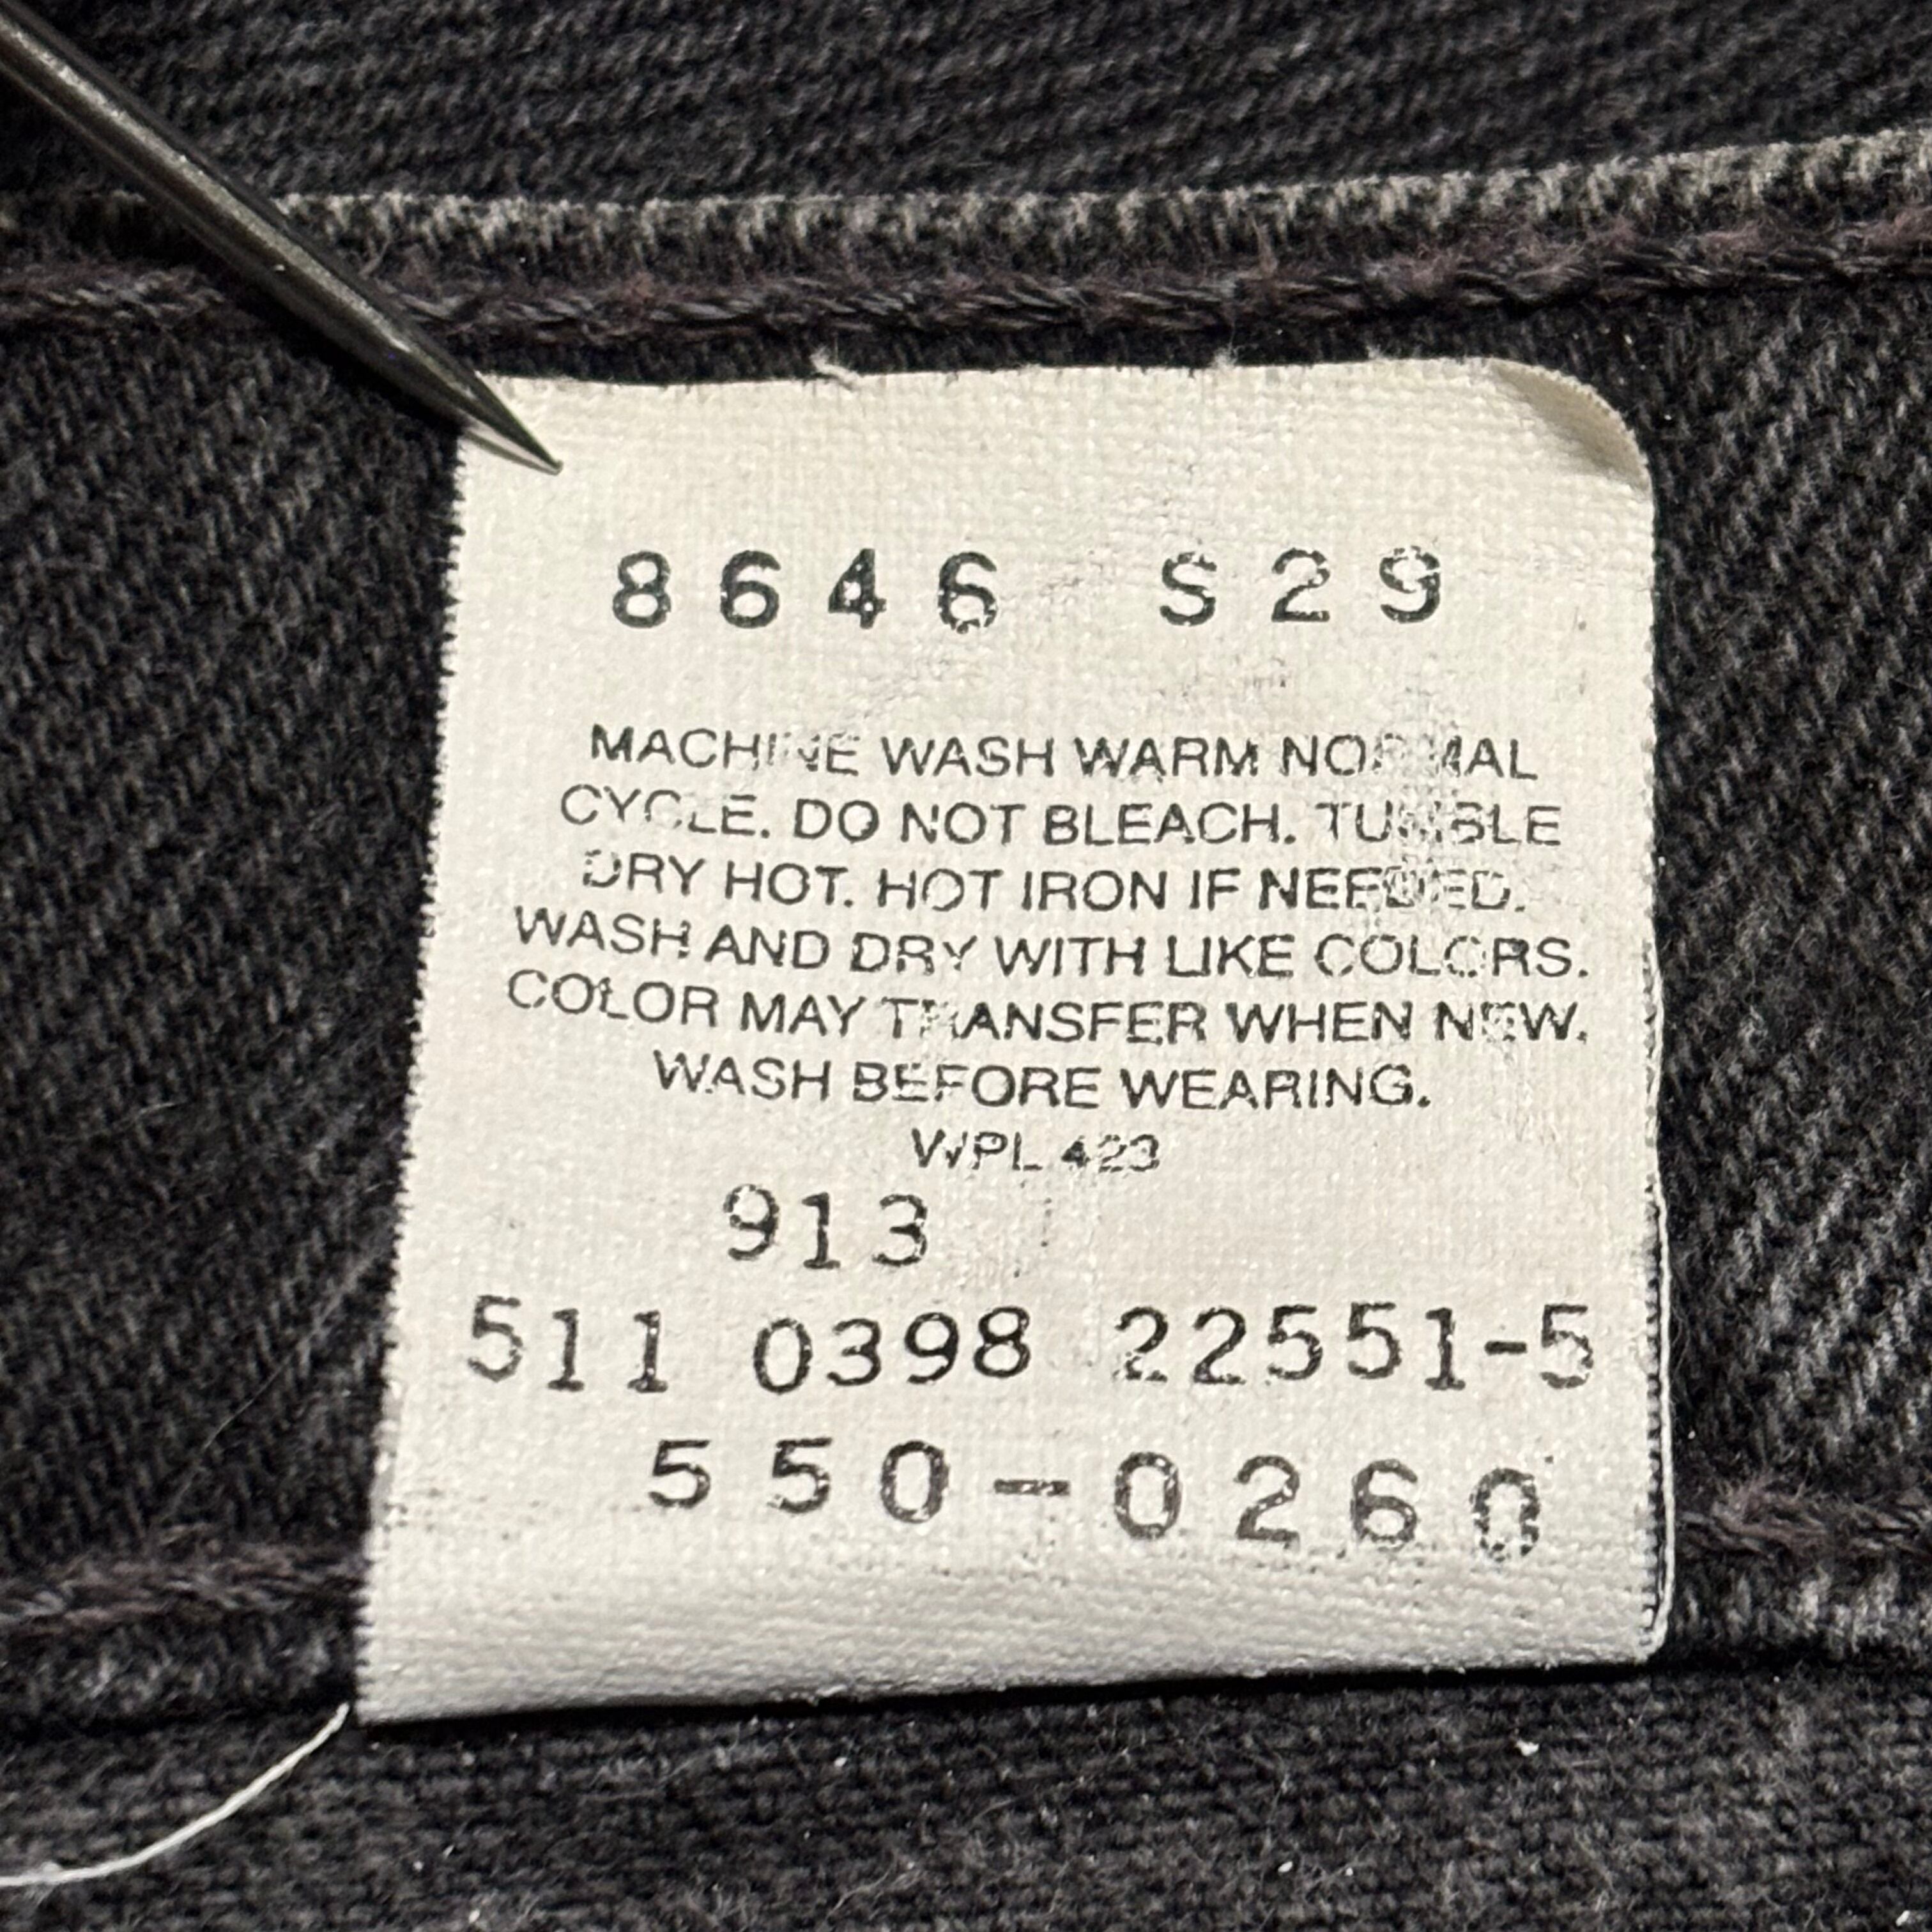 8646 S29
MACHINE WASH WARM NORMAL
CYCLE. DO NOT BLEACH. TUMBLE
DRY HOT. HOT IRON IF NEEDED.
WASH AND DRY WITH LIKE COLORS.
COLOR MAY TRANSFER WHEN NEW.
WASH BEFORE WEARING.
WPL 423
913
511 0398 22551-5
550-0260